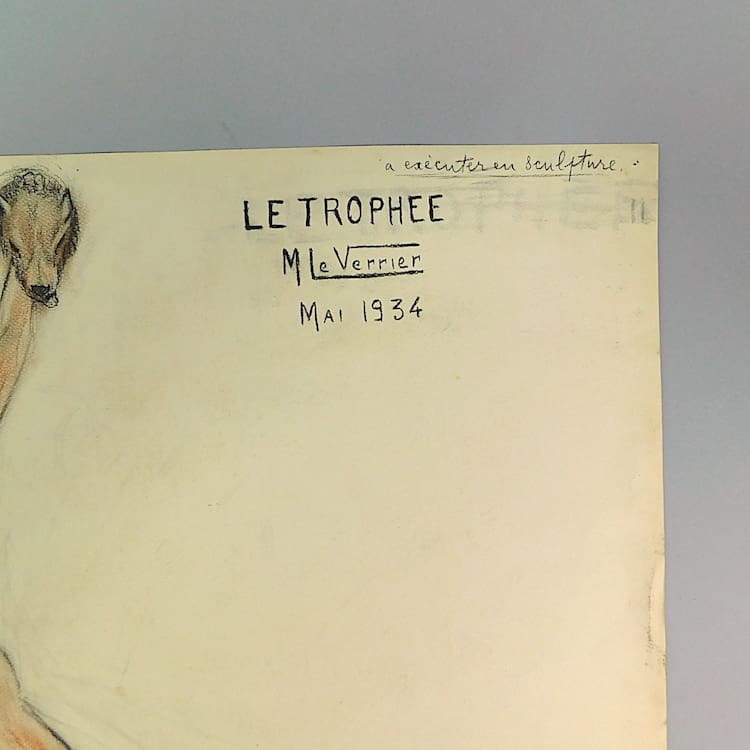 a exécuter en sculpture.
LE TROPHEE
M Le Verrier
MAI 1934